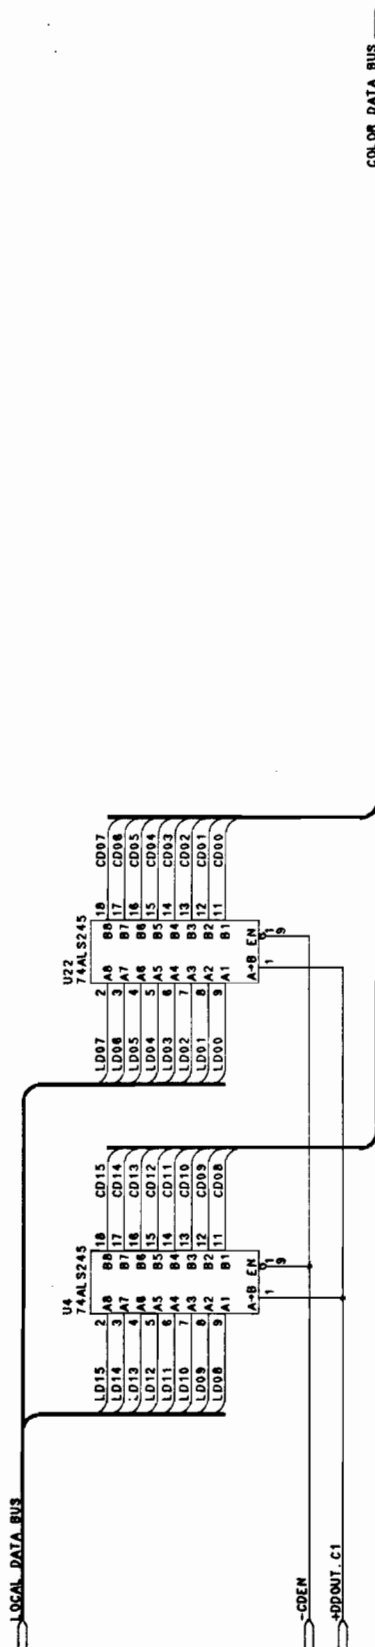 COLOR DATA BUS
U22
74ALS245
LD07 2 A8 B8 18 CD07
LD06 3 A7 B7 17 CD06
LD05 4 A6 B6 16 CD05
LD04 5 A5 B5 15 CD04
LD03 6 A4 B4 14 CD03
LD02 7 A3 B3 13 CD02
LD01 8 A2 B2 12 CD01
LD00 9 A1 B1 11 CD00
A→B EN
1 19
U4
74ALS245
LD15 2 A8 B8 18 CD15
LD14 3 A7 B7 17 CD14
LD13 4 A6 B6 16 CD13
LD12 5 A5 B5 15 CD12
LD11 6 A4 B4 14 CD11
LD10 7 A3 B3 13 CD10
LD09 8 A2 B2 12 CD09
LD08 9 A1 B1 11 CD08
A→B EN
1 19
LOCAL DATA BUS
-CDEN
+DDOUT.C1